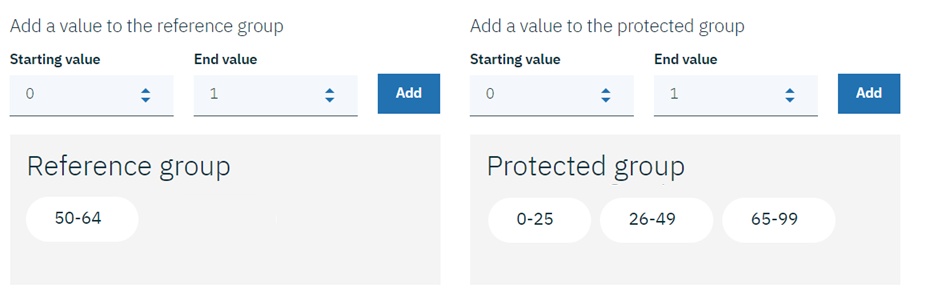 Add a value to the reference group
Starting value
End value
0
1
Add
Reference group
50-64
Add a value to the protected group
Starting value
End value
0
1
Add
Protected group
0-25
26-49
65-99